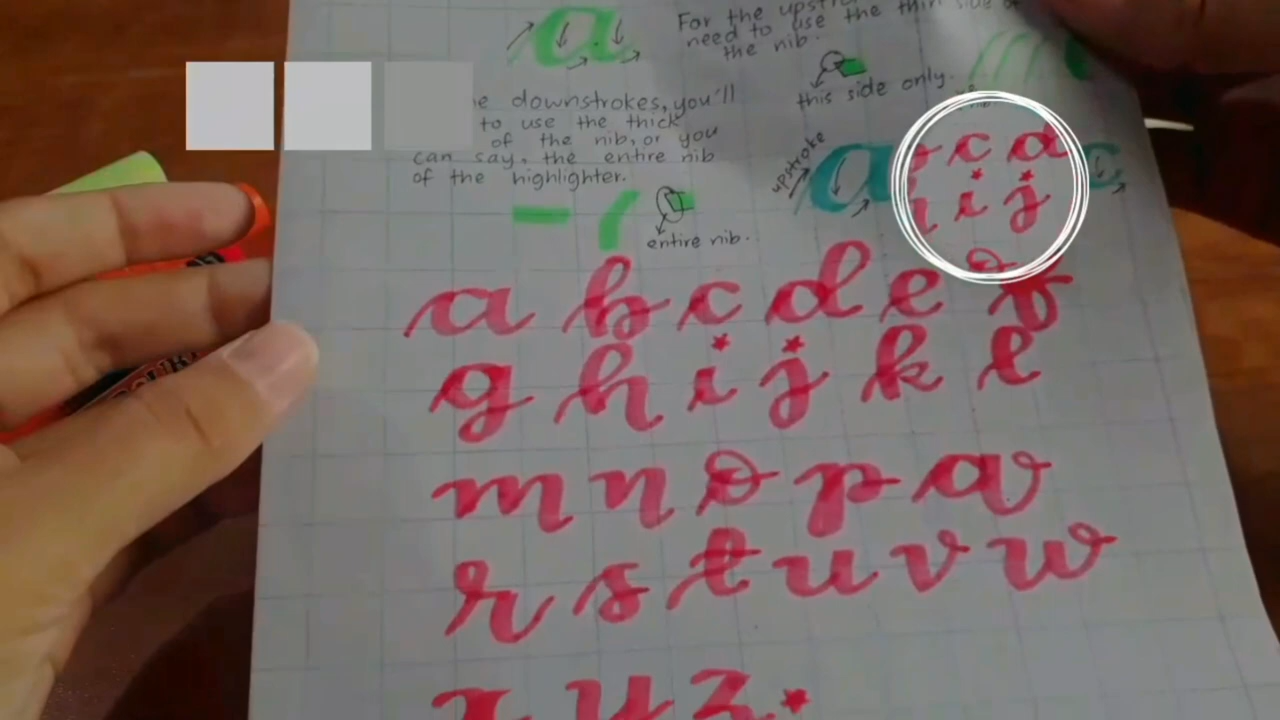 a
For the
need to use the thin side of
the nib.
this side only.
downstrokes, you'll
to use the thick
of the nib, or you
can say, the entire nib
of the highlighter.
entire nib.
upstroke
a
c
c d
i j
a b c d e f
g h i j k l
m n o p
r s t u v w
x y z